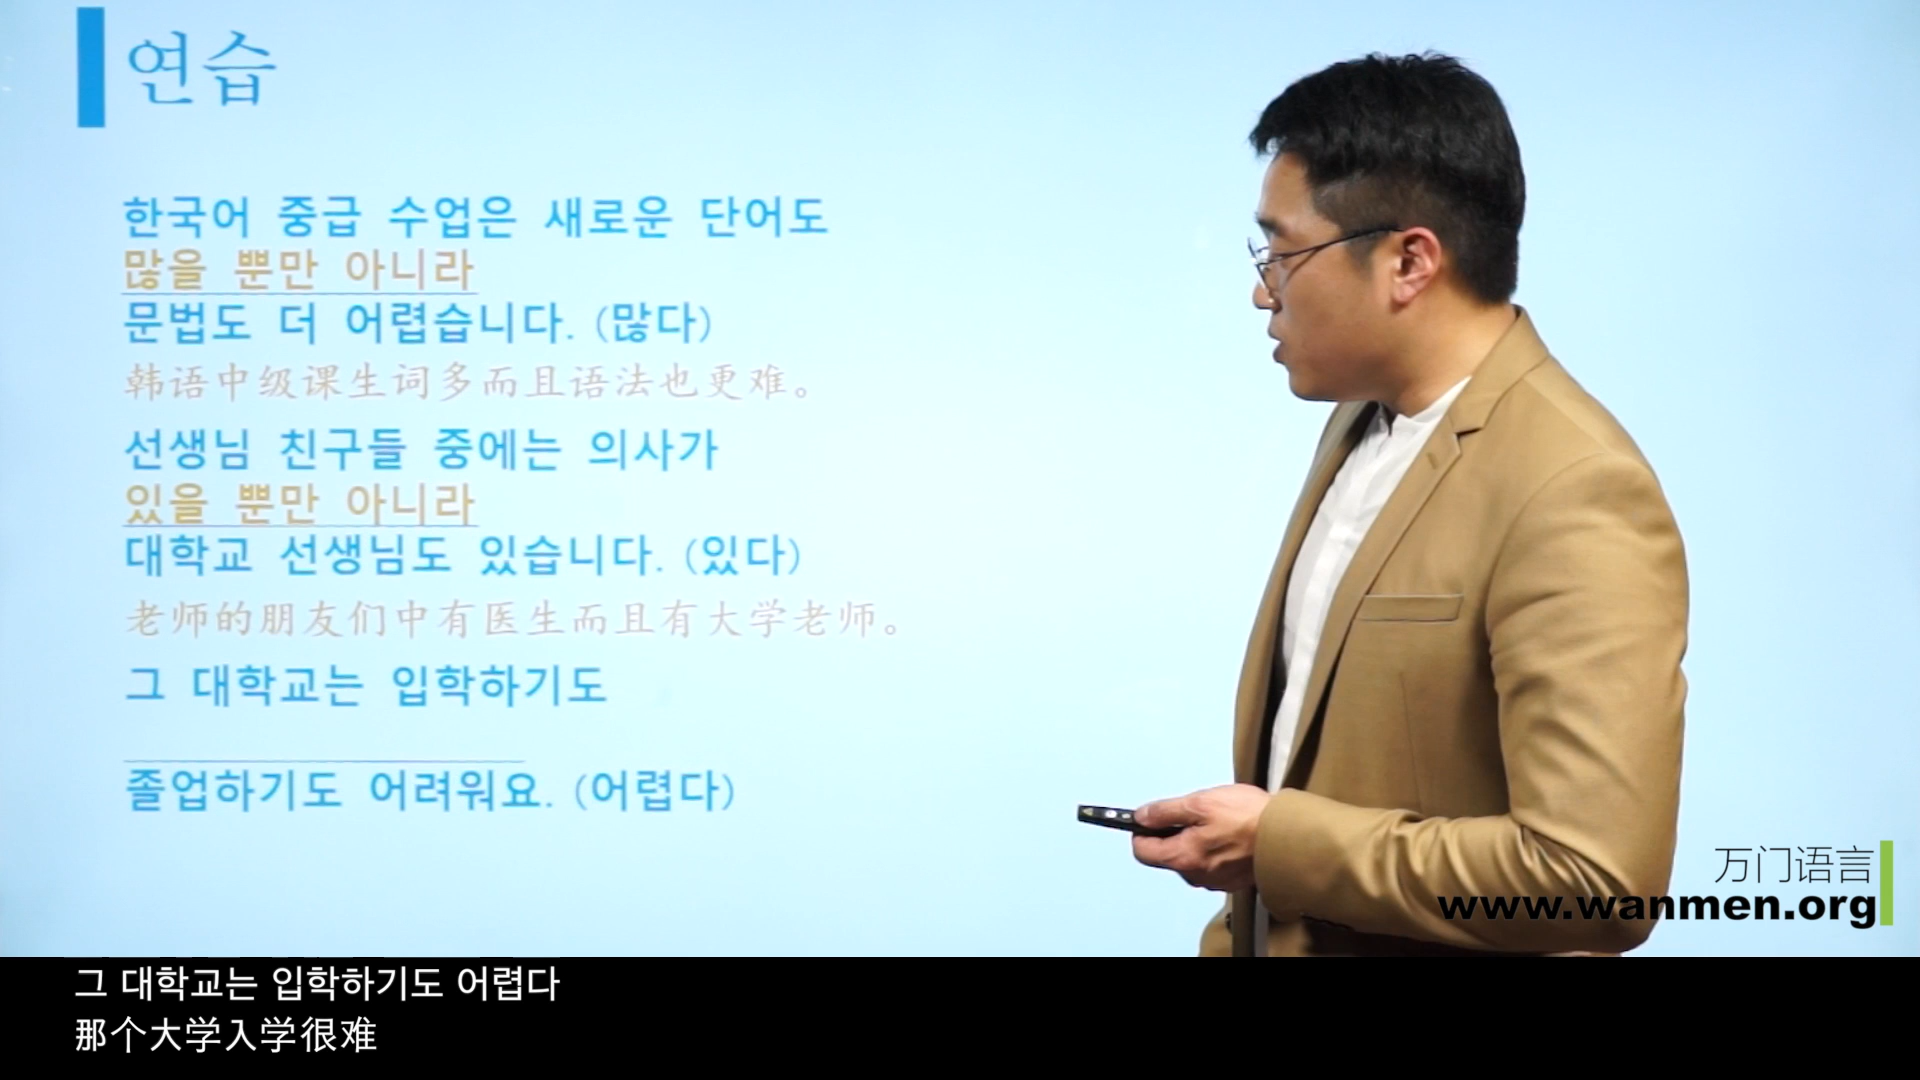 연습
한국어 중급 수업은 새로운 단어도
많을 뿐만 아니라
문법도 더 어렵습니다. (많다)
韩语中级课生词多而且语法也更难。
선생님 친구들 중에는 의사가
있을 뿐만 아니라
대학교 선생님도 있습니다. (있다)
老师的朋友们中有医生而且有大学老师。
그 대학교는 입학하기도
졸업하기도 어려워요. (어렵다)
万门语言
www.wanmen.org
그 대학교는 입학하기도 어렵다
那个大学入学很难